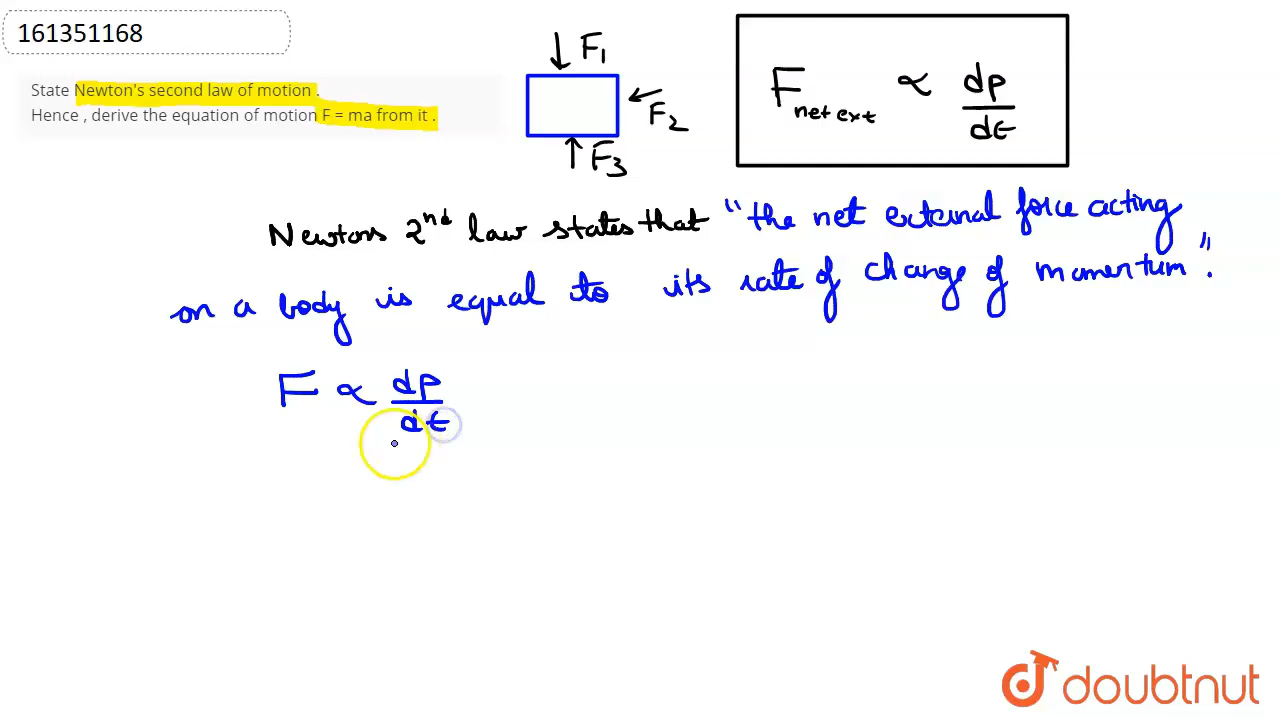 161351168
State Newton's second law of motion .
Hence , derive the equation of motion F = ma from it .
↓ F1
← F2
↑ F3
F net ext ∝ dp/dt
Newtons 2nd law states that "the net external force acting
on a body is equal to its rate of change of momentum".
F ∝ dp/dt
doubtnut